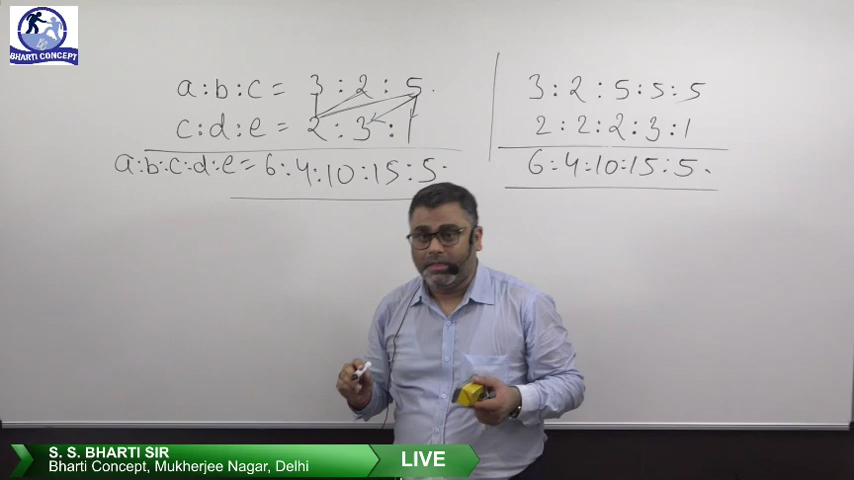 BHARTI CONCEPT
a:b:c = 3 : 2 : 5.
c:d:e = 2 : 3 : 1
a:b:c:d:e = 6:4:10:15:5.
3:2:5:5:5
2:2:2:3:1
6:4:10:15:5.
S. S. BHARTI SIR
Bharti Concept, Mukherjee Nagar, Delhi
LIVE